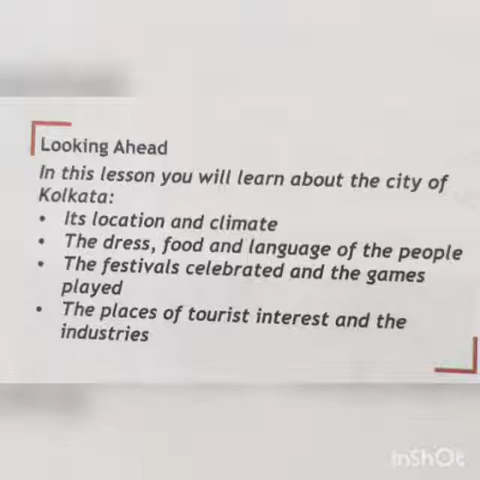 Looking Ahead
In this lesson you will learn about the city of
Kolkata:
• Its location and climate
• The dress, food and language of the people
• The festivals celebrated and the games
played
• The places of tourist interest and the
industries
InShOt